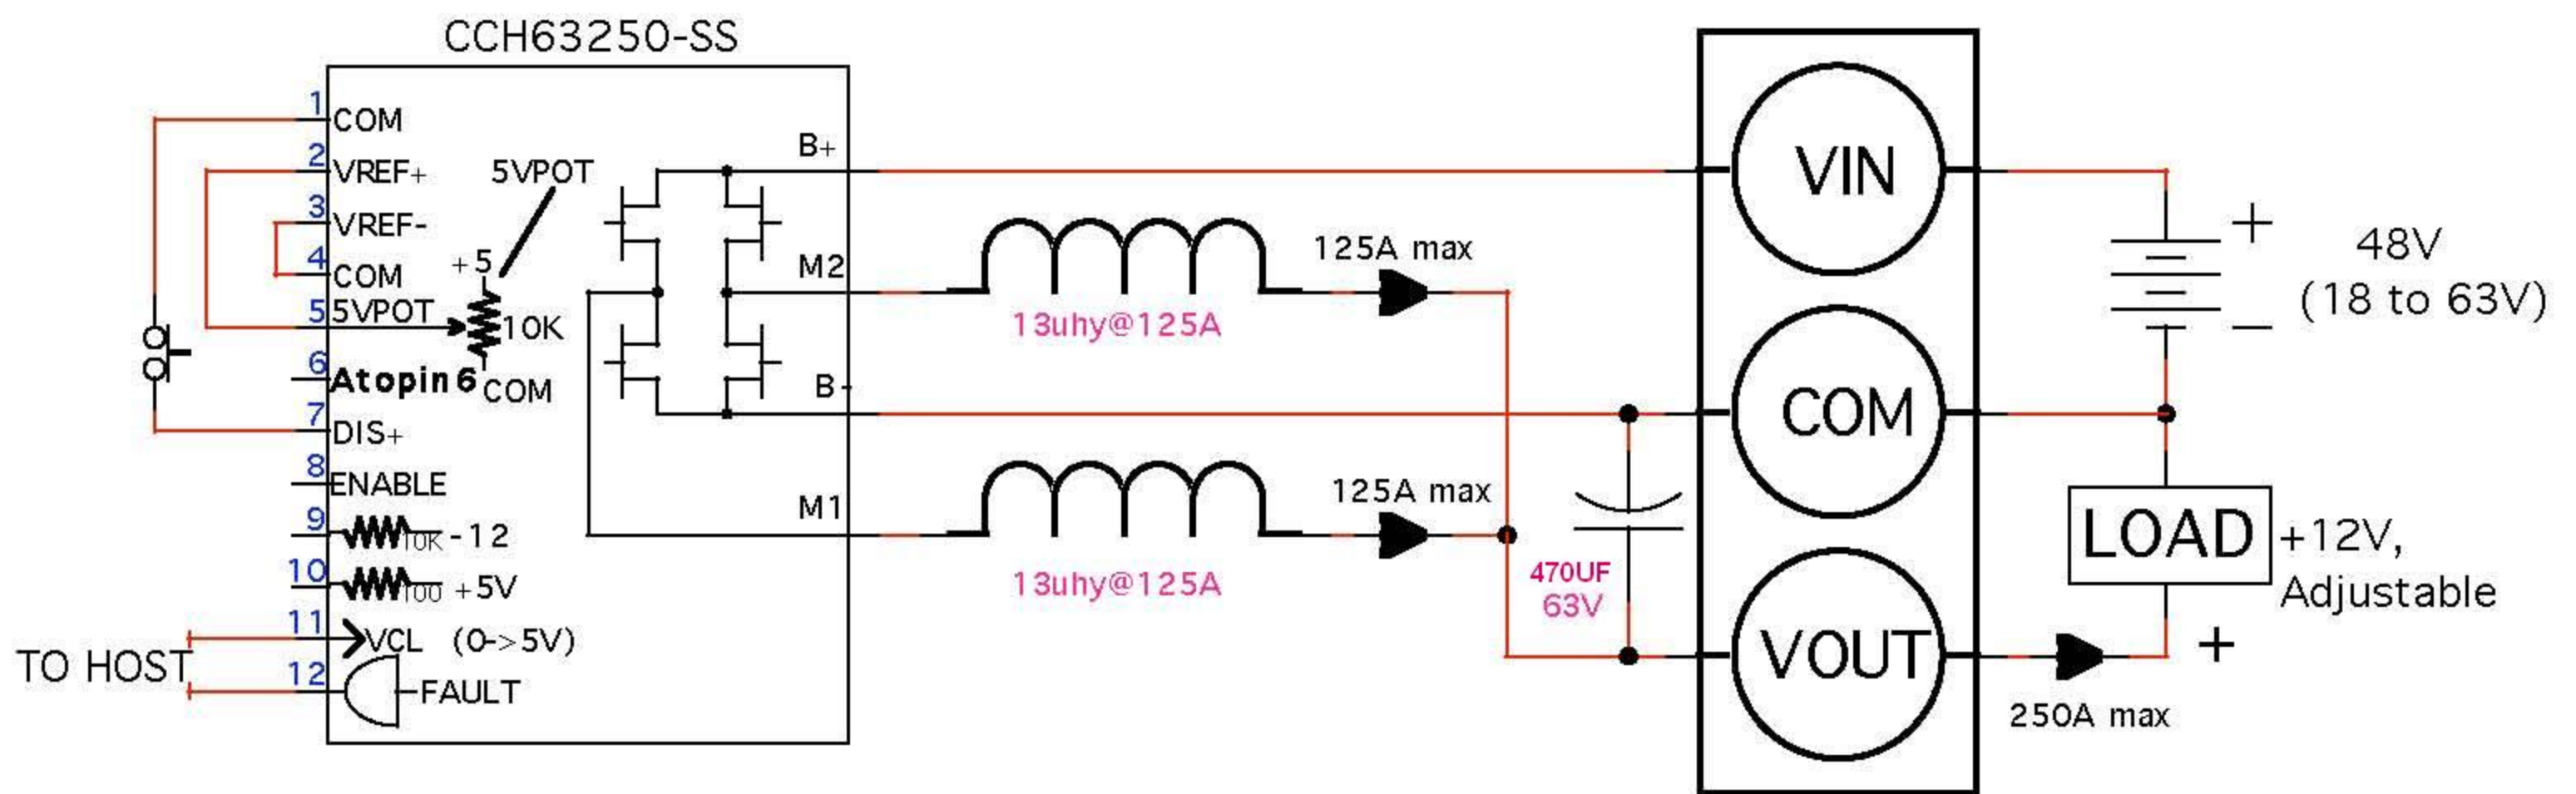 CCH63250-SS
1
COM
2
VREF+
3
VREF-
4
COM
5
5VPOT
6
Atopin6
7
DIS+
8
ENABLE
9
10K -12
10
100 +5V
11
VCL (0->5V)
12
FAULT
TO HOST
5VPOT
+5
10K
COM
B+
M2
B-
M1
125A max
13uhy@125A
125A max
13uhy@125A
470UF
63V
VIN
COM
VOUT
+
48V
(18 to 63V)
–
LOAD
+12V,
Adjustable
+
250A max